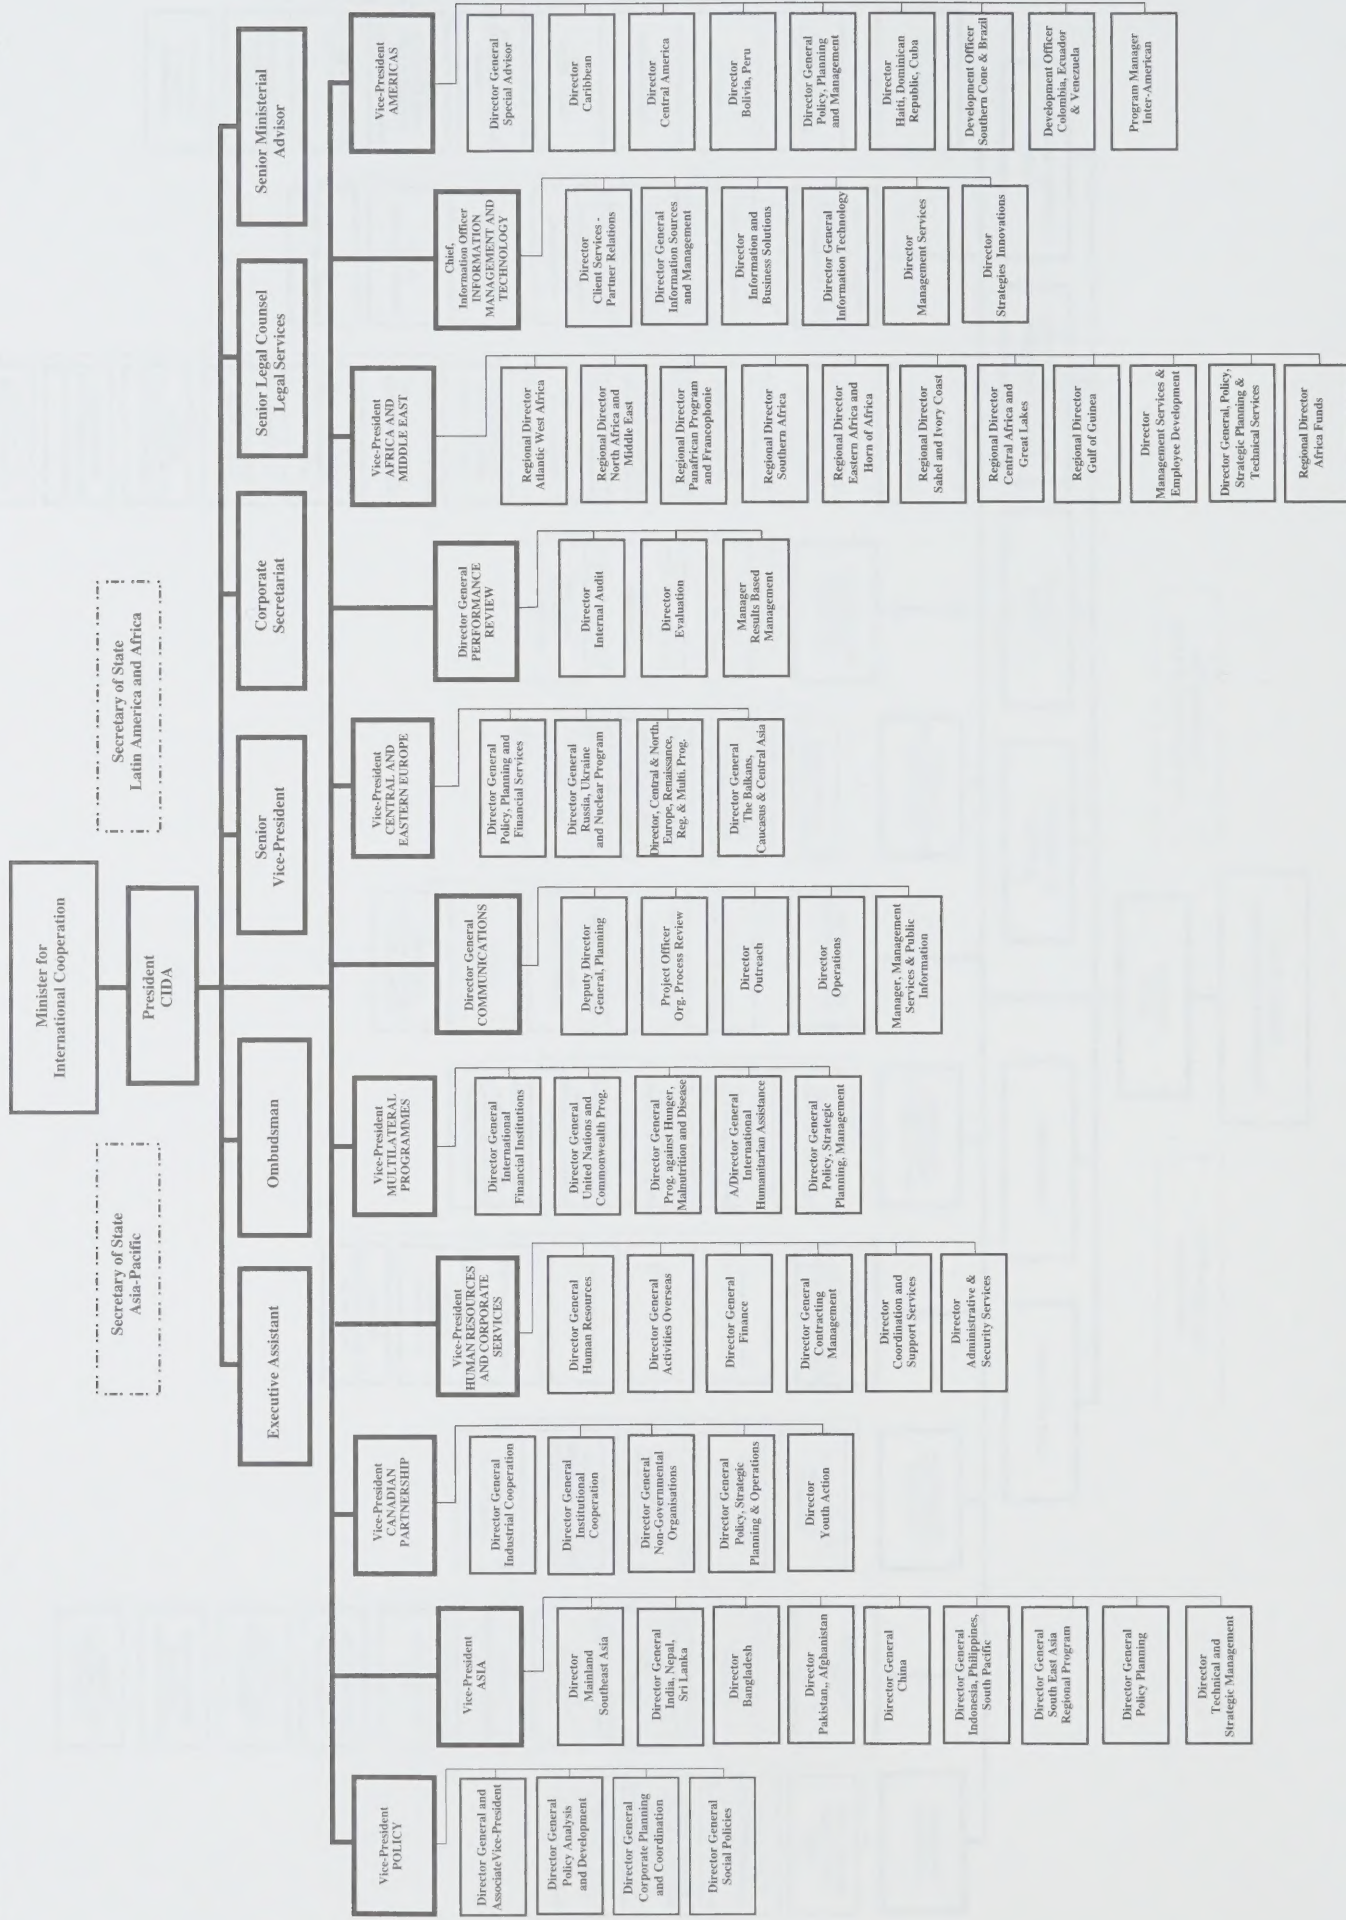 Minister for
International Cooperation
Secretary of State
Asia-Pacific
President
CIDA
Secretary of State
Latin America and Africa
Executive Assistant
Ombudsman
Senior
Vice-President
Corporate
Secretariat
Senior Legal Counsel
Legal Services
Senior Ministerial
Advisor
Vice-President
POLICY
Director General and
AssociateVice-President
Director General
Policy Analysis
and Development
Director General
Corporate Planning
and Coordination
Director General
Social Policies
Vice-President
ASIA
Director
Mainland
Southeast Asia
Director General
India, Nepal,
Sri Lanka
Director
Bangladesh
Director
Pakistan,, Afghanistan
Director General
China
Director General
Indonesia, Philippines,
South Pacific
Director General
South East Asia
Regional Program
Director General
Policy Planning
Director
Technical and
Strategic Management
Vice-President
CANADIAN
PARTNERSHIP
Director General
Industrial Cooperation
Director General
Institutional
Cooperation
Director General
Non-Governmental
Organisations
Director General
Policy, Strategic
Planning & Operations
Director
Youth Action
Vice-President
HUMAN RESOURCES
AND CORPORATE
SERVICES
Director General
Human Resources
Director General
Activities Overseas
Director General
Finance
Director General
Contracting
Management
Director
Coordination and
Support Services
Director
Administrative &
Security Services
Vice-President
MULTILATERAL
PROGRAMMES
Director General
International
Financial Institutions
Director General
United Nations and
Commonwealth Prog.
Director General
Prog. against Hunger,
Malnutrition and Disease
A/Director General
International
Humanitarian Assistance
Director General
Policy, Strategic
Planning, Management
Director General
COMMUNICATIONS
Deputy Director
General, Planning
Project Officer
Org. Process Review
Director
Outreach
Director
Operations
Manager, Management
Services & Public
Information
Vice-President
CENTRAL AND
EASTERN EUROPE
Director General
Policy, Planning and
Financial Services
Director General
Russia, Ukraine
and Nuclear Program
Director, Central & North.
Europe, Renaissance,
Reg. & Multi. Prog.
Director General
The Balkans,
Caucasus & Central Asia
Director General
PERFORMANCE
REVIEW
Director
Internal Audit
Director
Evaluation
Manager
Results Based
Management
Vice-President
AFRICA AND
MIDDLE EAST
Regional Director
Atlantic West Africa
Regional Director
North Africa and
Middle East
Regional Director
Panafrican Program
and Francophonie
Regional Director
Southern Africa
Regional Director
Eastern Africa and
Horn of Africa
Regional Director
Sahel and Ivory Coast
Regional Director
Central Africa and
Great Lakes
Regional Director
Gulf of Guinea
Director
Management Services &
Employee Development
Director General, Policy,
Strategic Planning &
Technical Services
Regional Director
Africa Funds
Chief,
Information Officer
INFORMATION
MANAGEMENT AND
TECHNOLOGY
Director
Client Services -
Partner Relations
Director General
Information Sources
and Management
Director
Information and
Business Solutions
Director General
Information Technology
Director
Management Services
Director
Strategies Innovations
Vice-President
AMERICAS
Director General
Special Advisor
Director
Caribbean
Director
Central America
Director
Bolivia, Peru
Director General
Policy, Planning
and Management
Director
Haiti, Dominican
Republic, Cuba
Development Officer
Southern Cone & Brazil
Development Officer
Colombia, Ecuador
& Venezuela
Program Manager
Inter-American